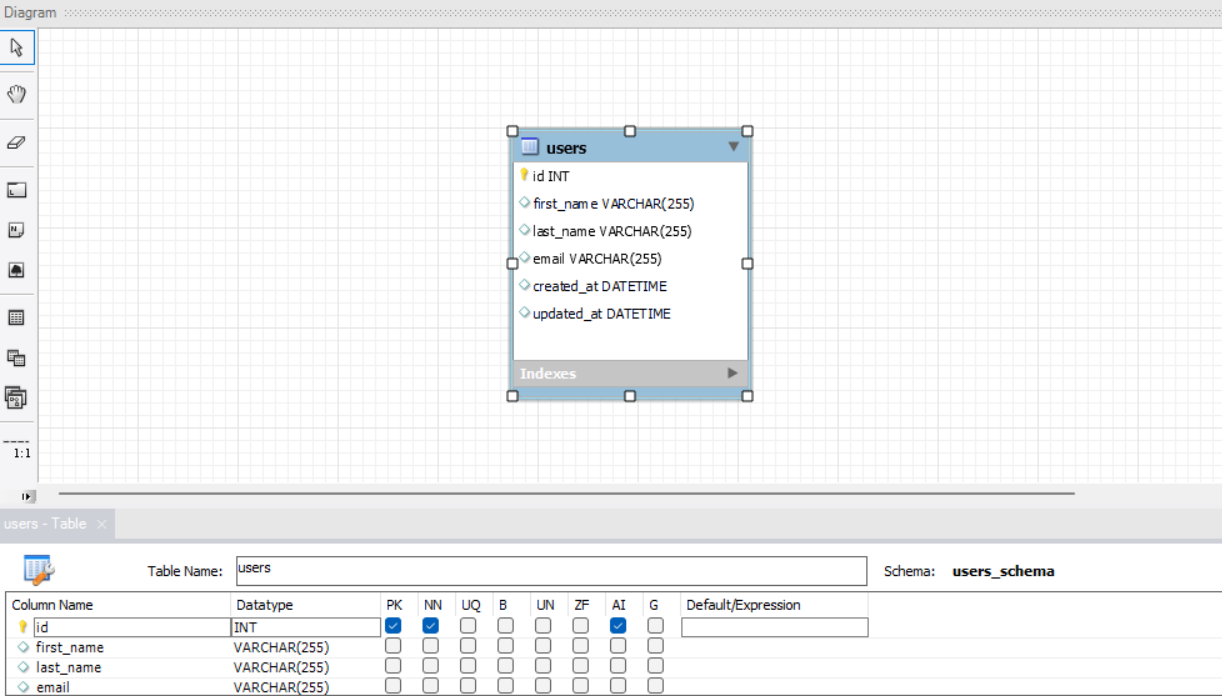 Diagram
users
id INT
first_name VARCHAR(255)
last_name VARCHAR(255)
email VARCHAR(255)
created_at DATETIME
updated_at DATETIME
Indexes
1:1
users - Table
Table Name: users Schema: users_schema
Column Name Datatype PK NN UQ B UN ZF AI G Default/Expression
id INT
first_name VARCHAR(255)
last_name VARCHAR(255)
email VARCHAR(255)